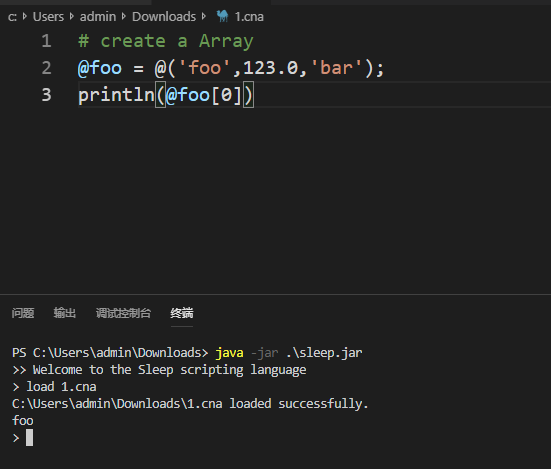 c: > Users > admin > Downloads > 1.cna
1 # create a Array
2 @foo = @('foo',123.0,'bar');
3 println(@foo[0])
问题 输出 调试控制台 终端
PS C:\Users\admin\Downloads> java -jar .\sleep.jar
>> Welcome to the Sleep scripting language
> load 1.cna
C:\Users\admin\Downloads\1.cna loaded successfully.
foo
>